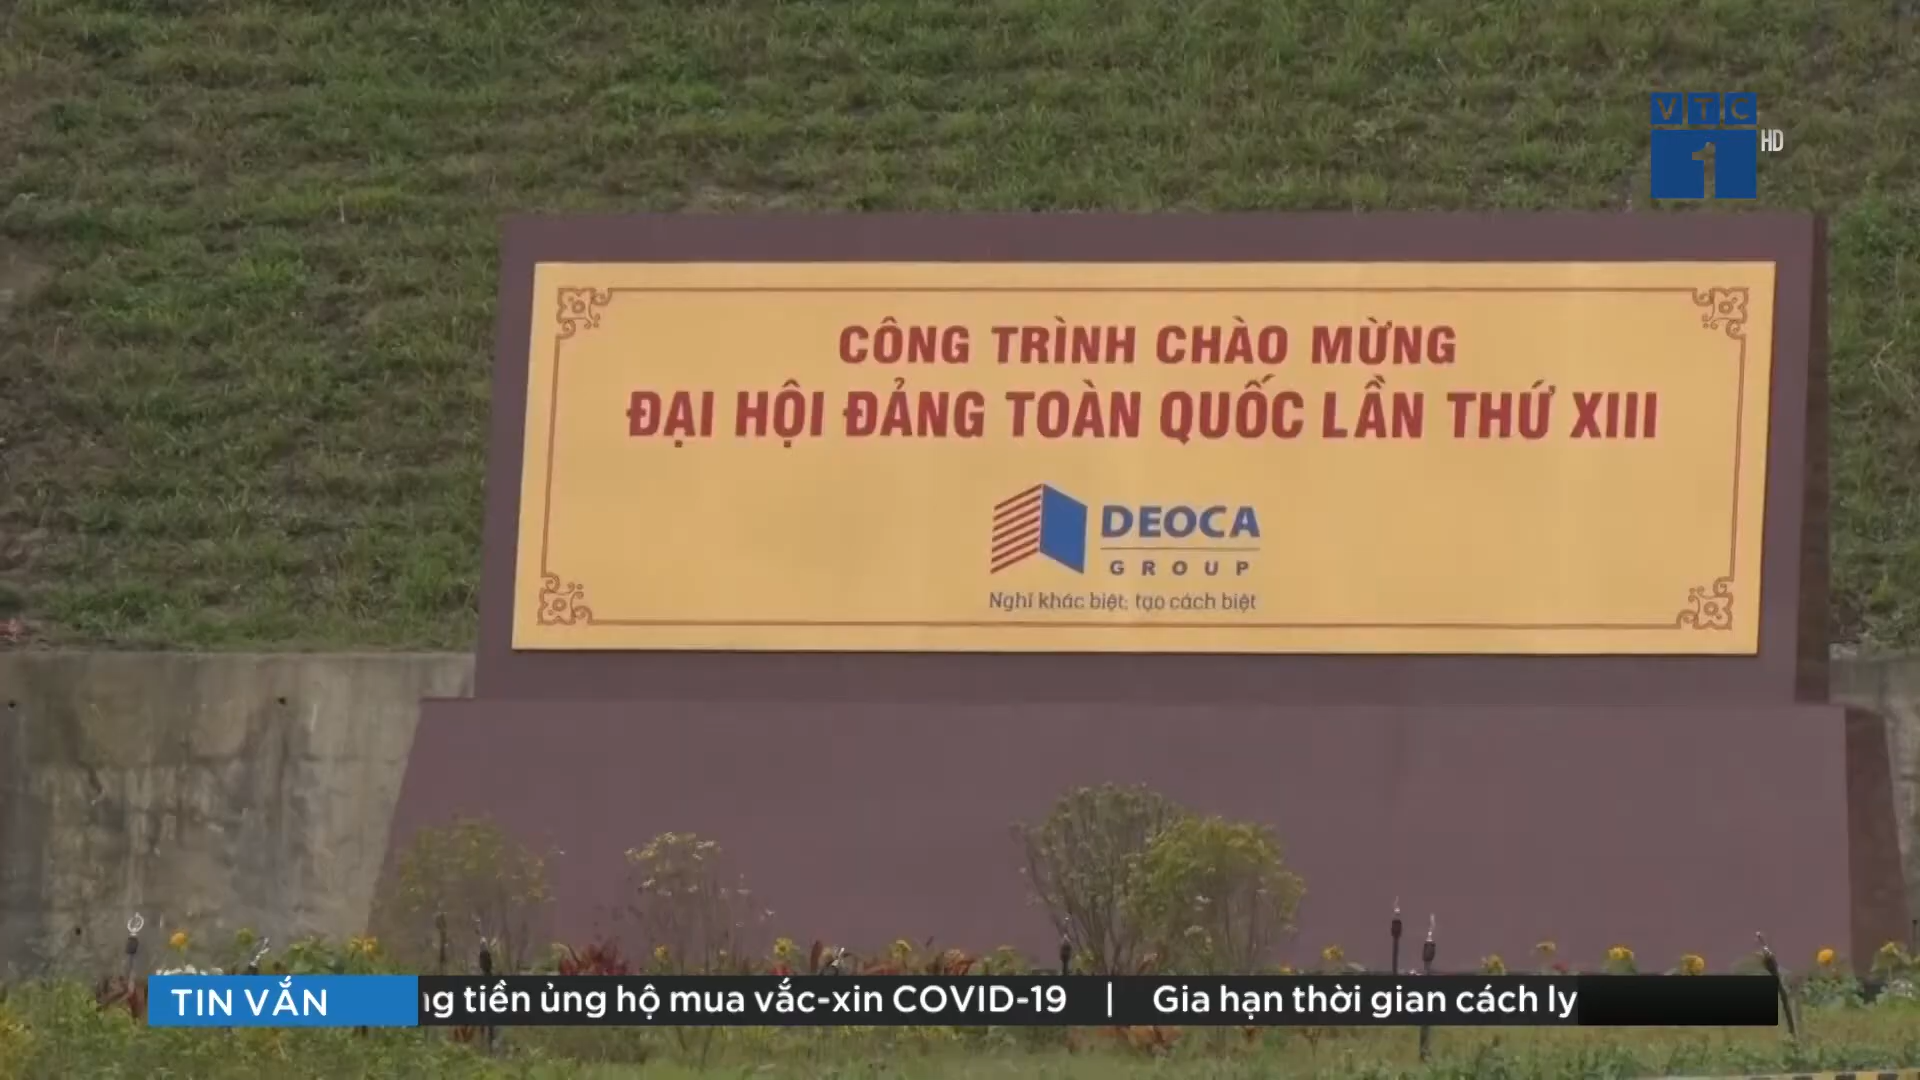 VTC
1 HD
CÔNG TRÌNH CHÀO MỪNG
ĐẠI HỘI ĐẢNG TOÀN QUỐC LẦN THỨ XIII
DEOCA
GROUP
Nghĩ khác biệt, tạo cách biệt
TIN VẮN ng tiền ủng hộ mua vắc-xin COVID-19 | Gia hạn thời gian cách ly